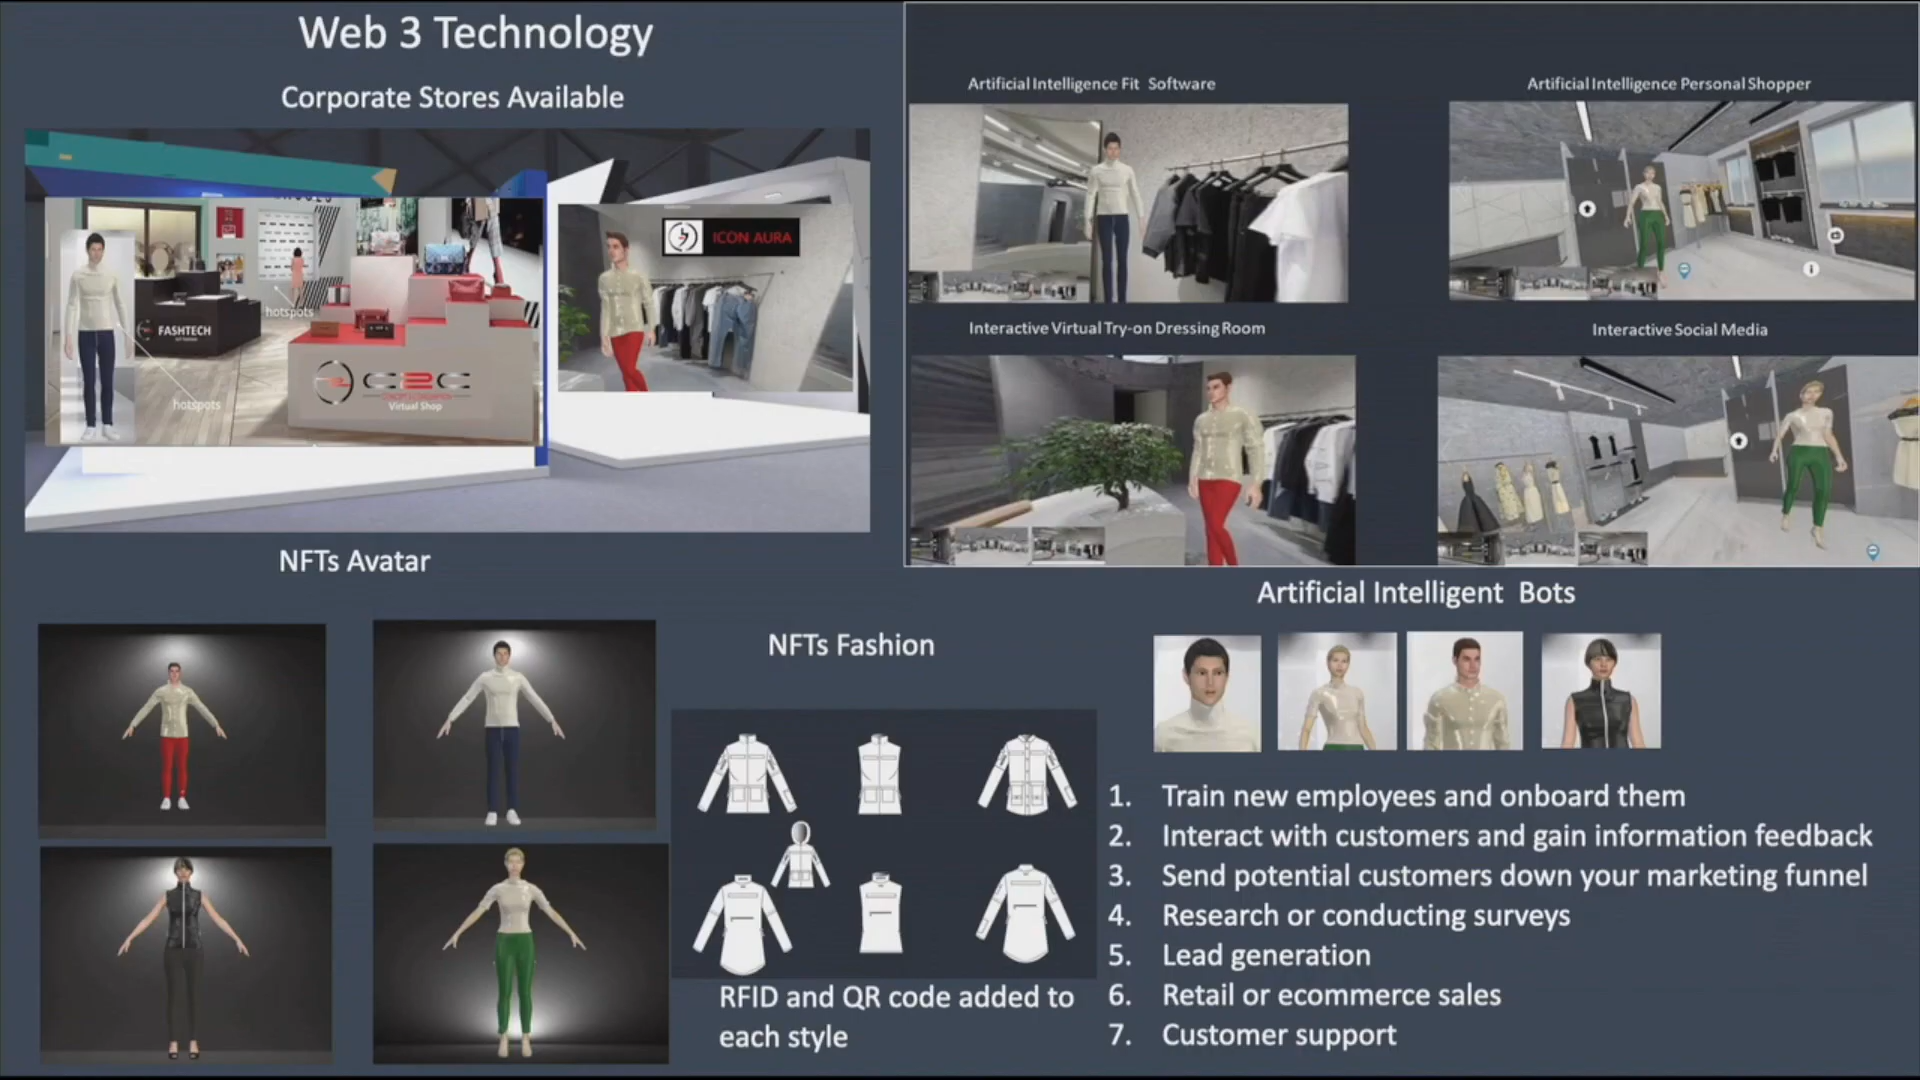 Web 3 Technology
Corporate Stores Available
hotspots
FASHTECH
hotspots
C2C
Virtual Shop
ICON AURA
Artificial Intelligence Fit Software
Artificial Intelligence Personal Shopper
Interactive Virtual Try-on Dressing Room
Interactive Social Media
NFTs Avatar
NFTs Fashion
RFID and QR code added to
each style
Artificial Intelligent Bots
1. Train new employees and onboard them
2. Interact with customers and gain information feedback
3. Send potential customers down your marketing funnel
4. Research or conducting surveys
5. Lead generation
6. Retail or ecommerce sales
7. Customer support